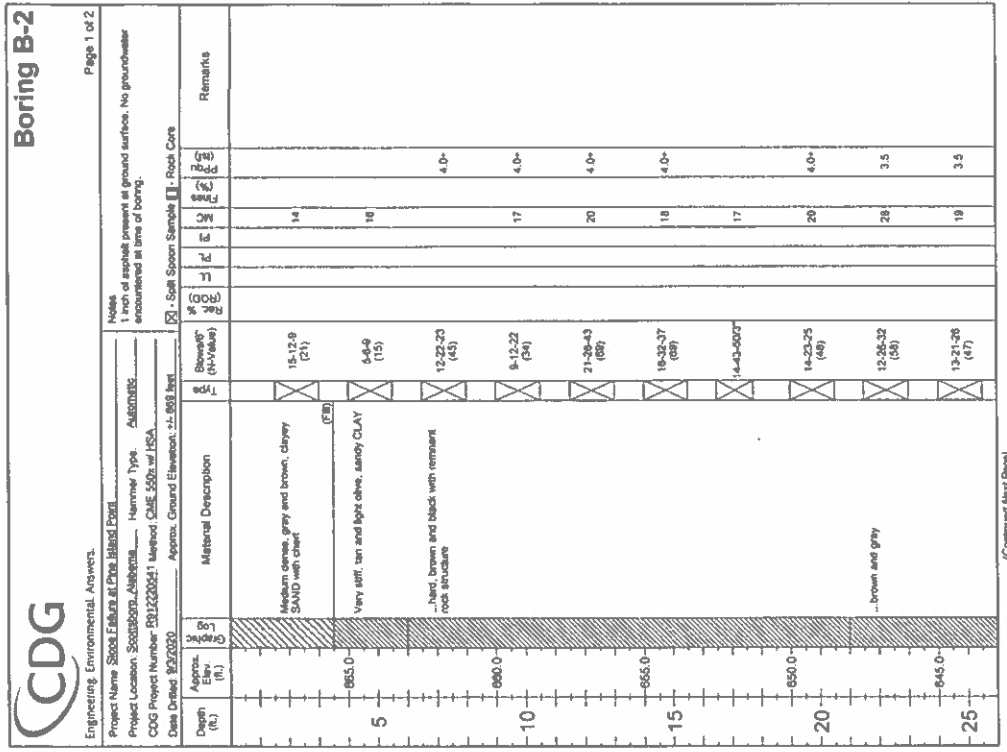 CDG
Engineering. Environmental. Answers.
Boring B-2
Page 1 of 2
Project Name: Slope Failure at Pine Island Point
Project Location: Scottsboro, Alabama Hammer Type: Automatic
CDG Project Number: R912220541 Method: CME 550x w/ HSA
Date Drilled: 9/3/2020 Approx. Ground Elevation: +/- 669 feet
Notes
1 inch of asphalt present at ground surface. No groundwater
encountered at time of boring.
- Split Spoon Sample - Rock Core
Depth (ft.)
Approx. Elev. (ft.)
Graphic Log
Material Description
Type
Blows/6" (N-Value)
Rec. % (RQD)
LL
PL
PI
MC
Fines (%)
PPqu (tsf)
Remarks
Medium dense, gray and brown, clayey
SAND with chert
(Fill)
15-12-9
(21)
14
5
665.0
Very stiff, tan and light olive, sandy CLAY
(15)
16
...hard, brown and black with remnant
rock structure
12-22-23
(45)
4.0+
10
660.0
9-12-22
(34)
17
4.0+
21-26-43
(69)
20
4.0+
15
655.0
16-32-37
(69)
18
4.0+
14-43-50/3"
17
20
650.0
14-23-25
(48)
20
4.0+
...brown and gray
12-26-32
(58)
28
3.5
25
645.0
13-21-26
(47)
19
3.5
(Continued Next Page)